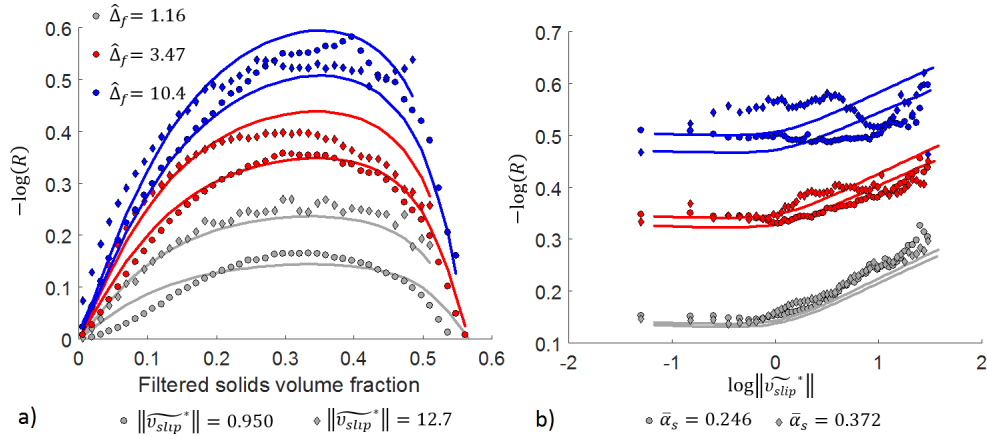 0.6
0.5
0.4
0.3
0.2
0.1
0
−log(R)
Δ̂_f = 1.16
Δ̂_f = 3.47
Δ̂_f = 10.4
0 0.1 0.2 0.3 0.4 0.5 0.6
Filtered solids volume fraction
a) ‖ṽ_slip*‖ = 0.950 ‖ṽ_slip*‖ = 12.7
0.7
0.6
0.5
0.4
0.3
0.2
0.1
−log(R)
-2 -1 0 1 2
log‖ṽ_slip*‖
b) ᾱ_s = 0.246 ᾱ_s = 0.372